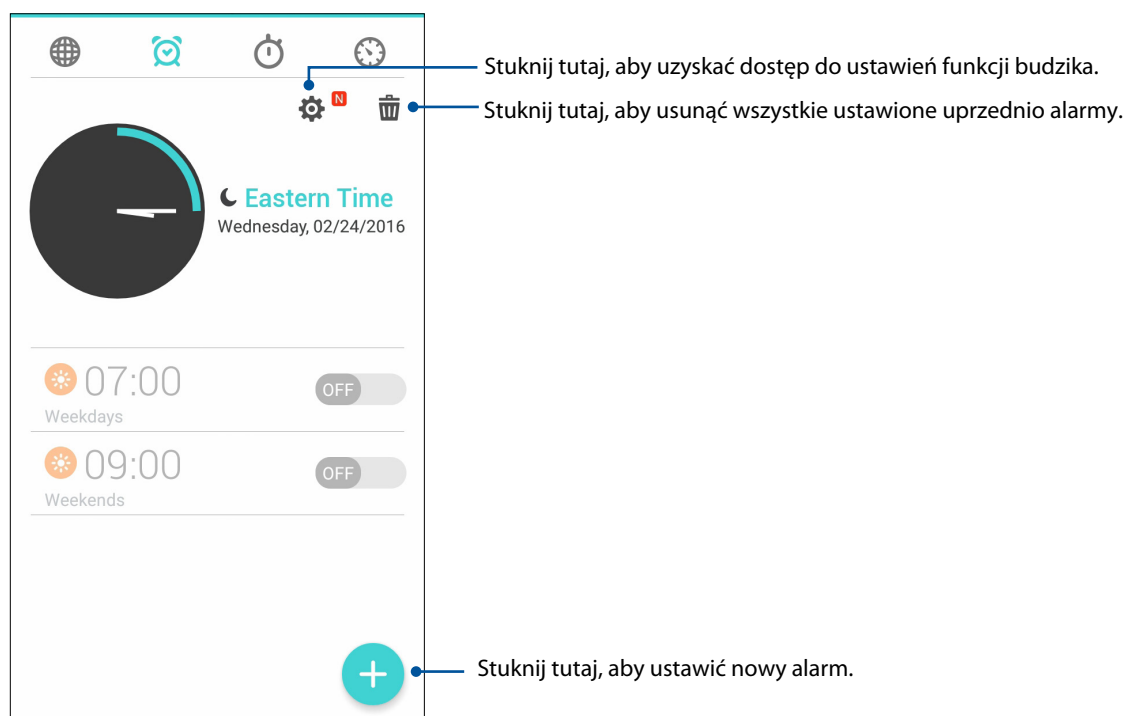 Stuknij tutaj, aby uzyskać dostęp do ustawień funkcji budzika.
N
Stuknij tutaj, aby usunąć wszystkie ustawione uprzednio alarmy.
Eastern Time
Wednesday, 02/24/2016
07:00
OFF
Weekdays
09:00
OFF
Weekends
Stuknij tutaj, aby ustawić nowy alarm.